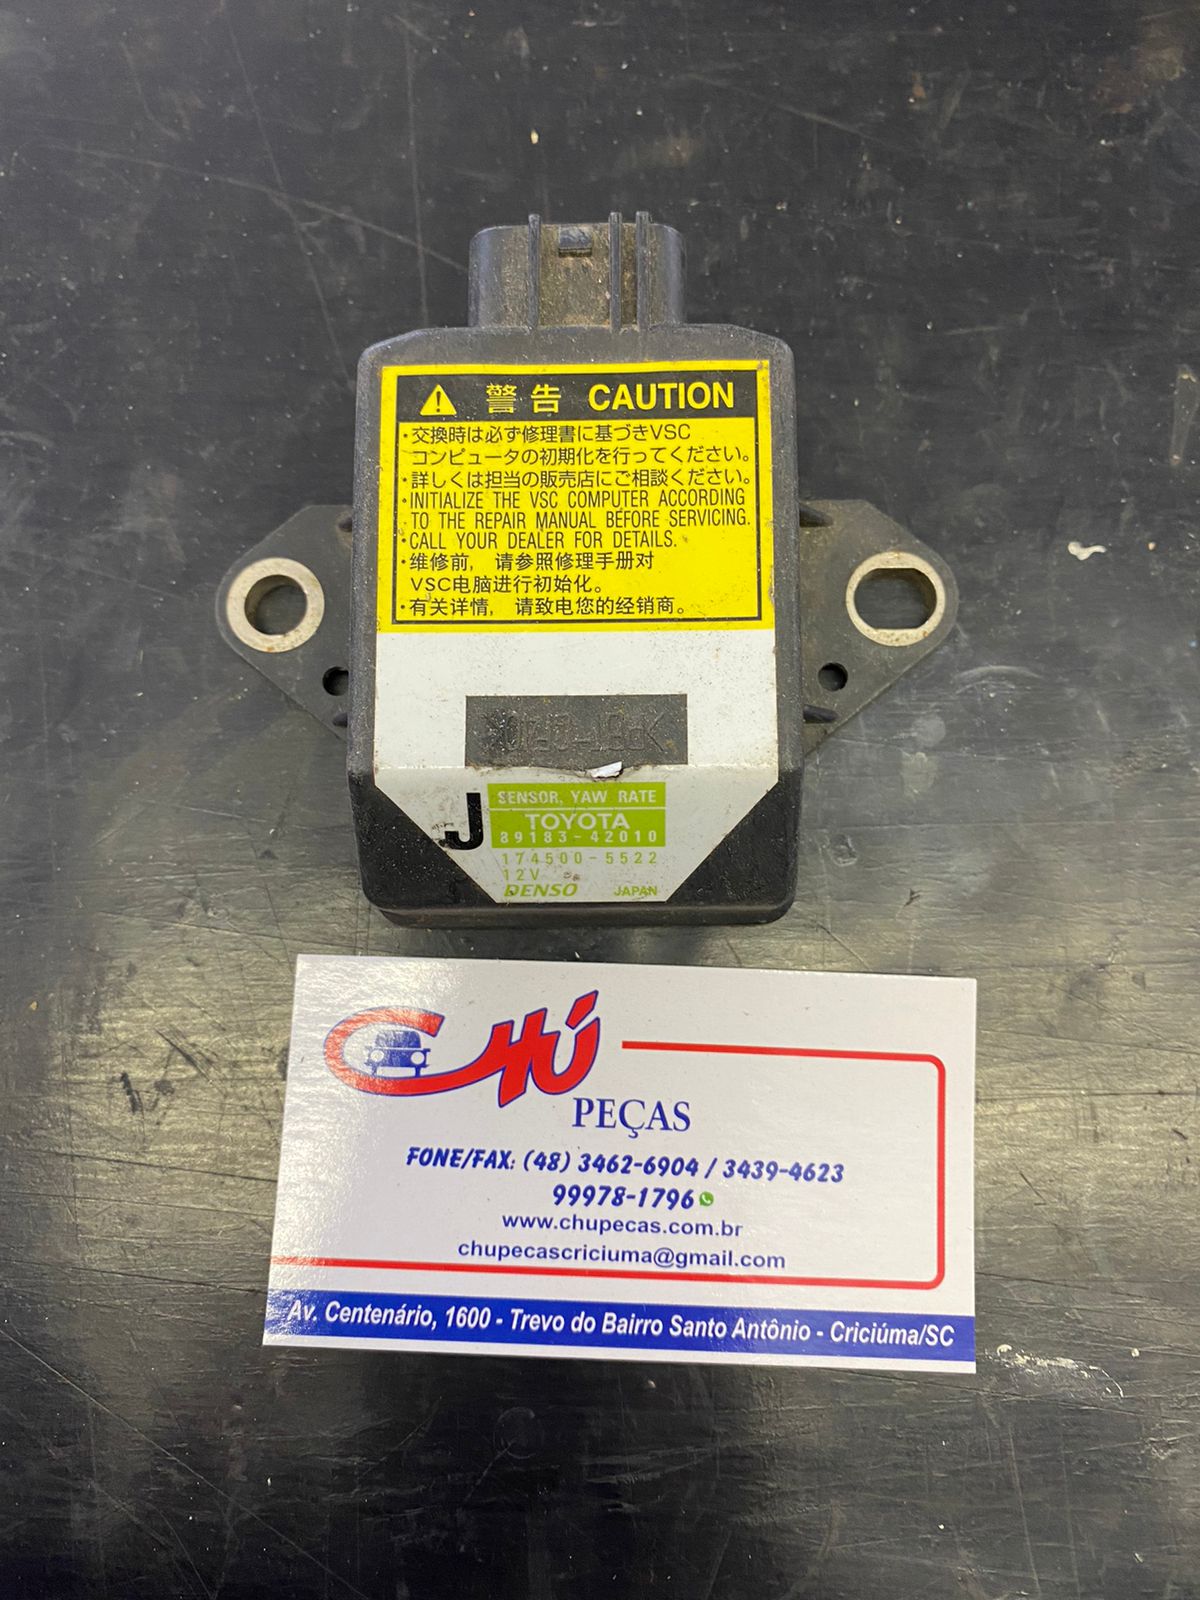 警告 CAUTION
・交換時は必ず修理書に基づきVSC
コンピュータの初期化を行ってください。
・詳しくは担当の販売店にご相談ください。
・INITIALIZE THE VSC COMPUTER ACCORDING
TO THE REPAIR MANUAL BEFORE SERVICING.
・CALL YOUR DEALER FOR DETAILS.
・维修前，请参照修理手册对
VSC电脑进行初始化。
・有关详情，请致电您的经销商。
J
SENSOR, YAW RATE
TOYOTA
89183-42010
174500-5522
12V
DENSO JAPAN
CHÚ
PEÇAS
FONE/FAX: (48) 3462-6904 / 3439-4623
99978-1796
www.chupecas.com.br
chupecascriciuma@gmail.com
Av. Centenário, 1600 - Trevo do Bairro Santo Antônio - Criciúma/SC